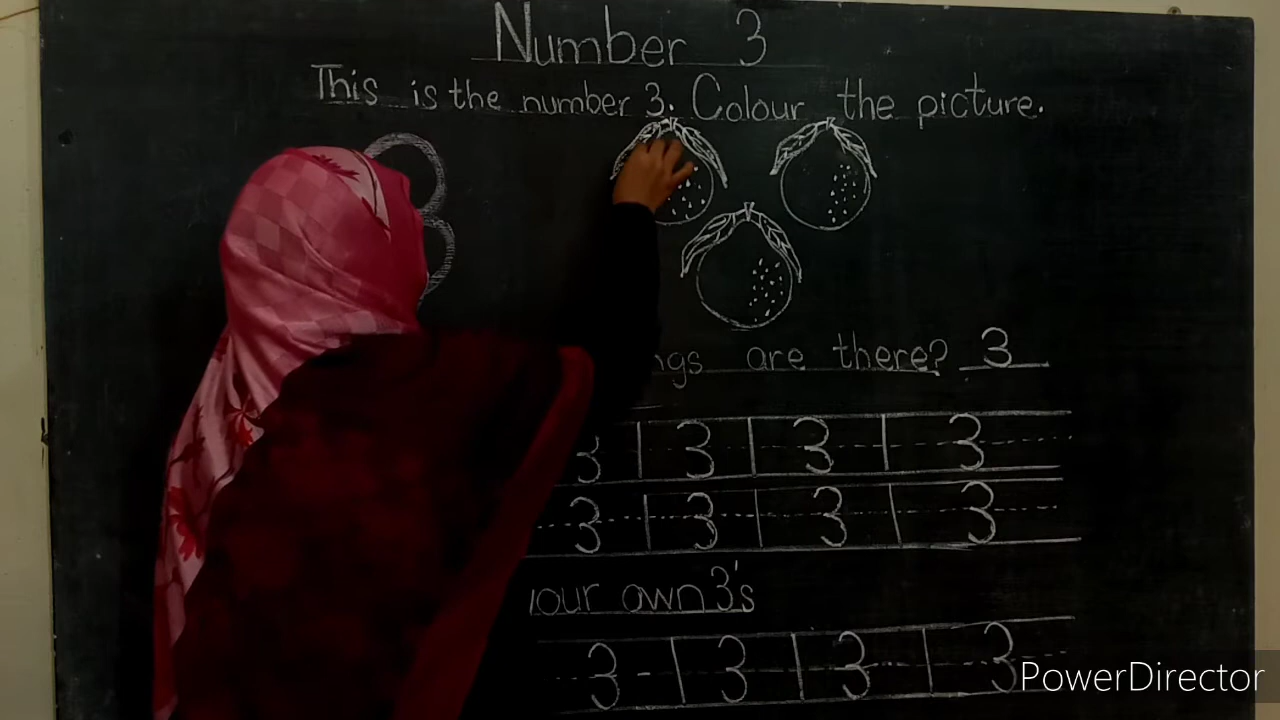 Number 3
This is the number 3. Colour the picture.
3
are there? 3
3 3 3 3
3 3 3 3
own 3's
3 3 3 3
PowerDirector